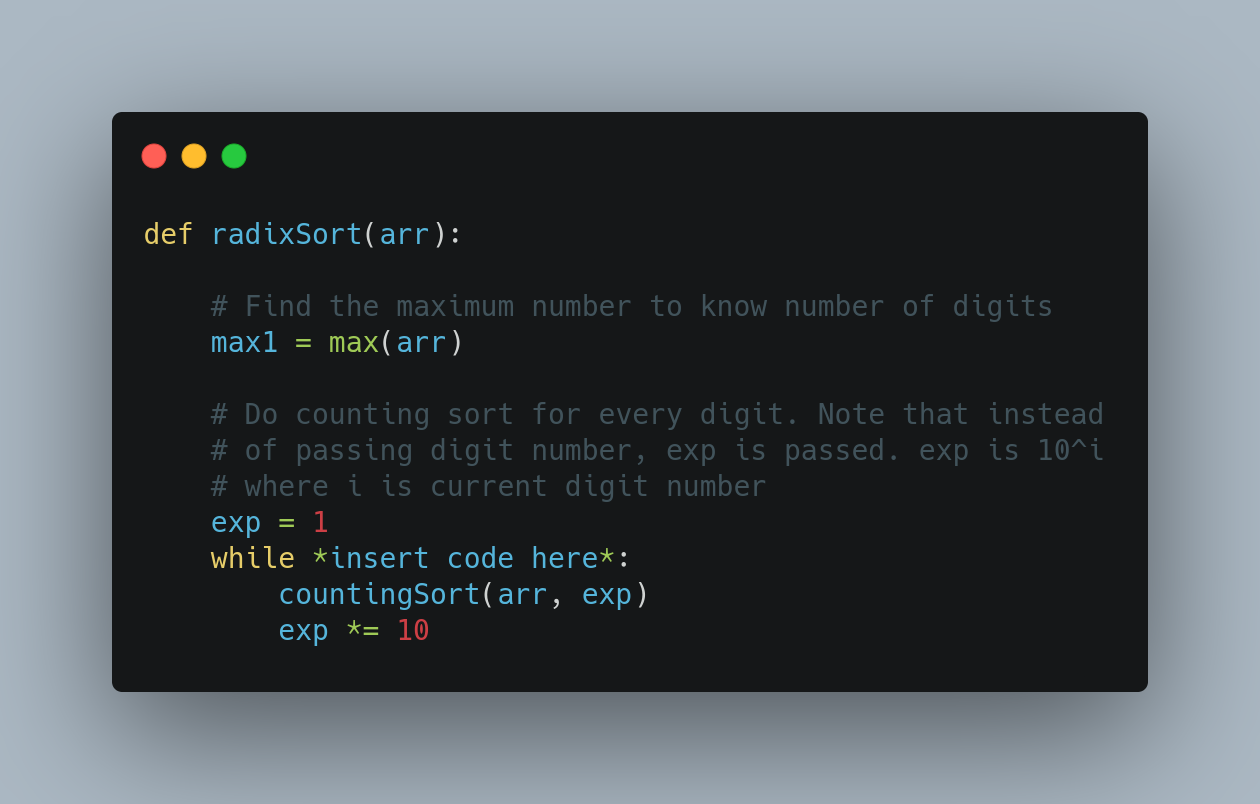 def radixSort(arr):
    # Find the maximum number to know number of digits
    max1 = max(arr)
    # Do counting sort for every digit. Note that instead
    # of passing digit number, exp is passed. exp is 10^i
    # where i is current digit number
    exp = 1
    while *insert code here*:
        countingSort(arr, exp)
        exp *= 10